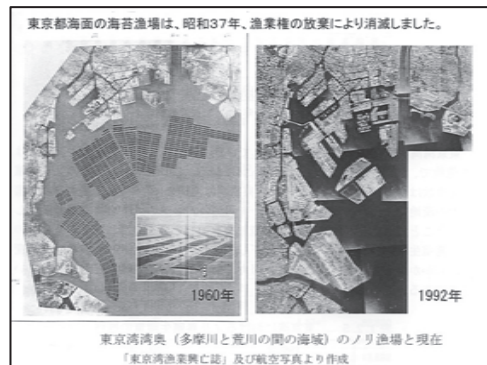 東京都海面の海苔漁場は、昭和37年、漁業権の放棄により消滅しました。
1960年
1992年
東京湾湾奥（多摩川と荒川の間の海域）のノリ漁場と現在
「東京湾漁業興亡誌」及び航空写真より作成